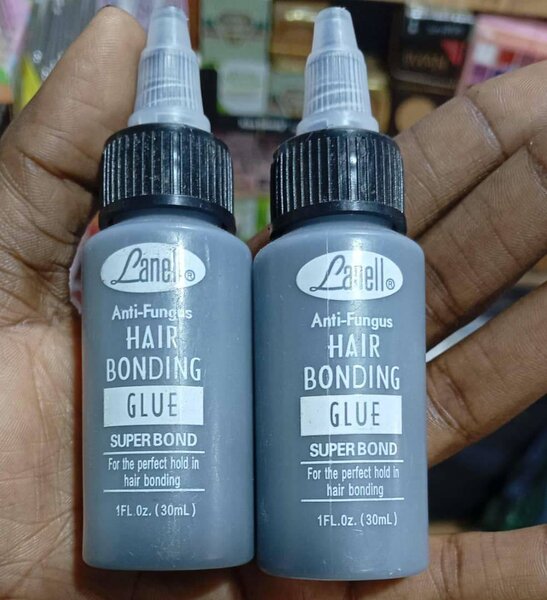 Lanell®
Anti-Fungus
HAIR
BONDING
GLUE
SUPER BOND
For the perfect hold in
hair bonding
1FL.Oz. (30mL)
Lanell®
Anti-Fungus
HAIR
BONDING
GLUE
SUPER BOND
For the perfect hold in
hair bonding
1FL.Oz. (30mL)